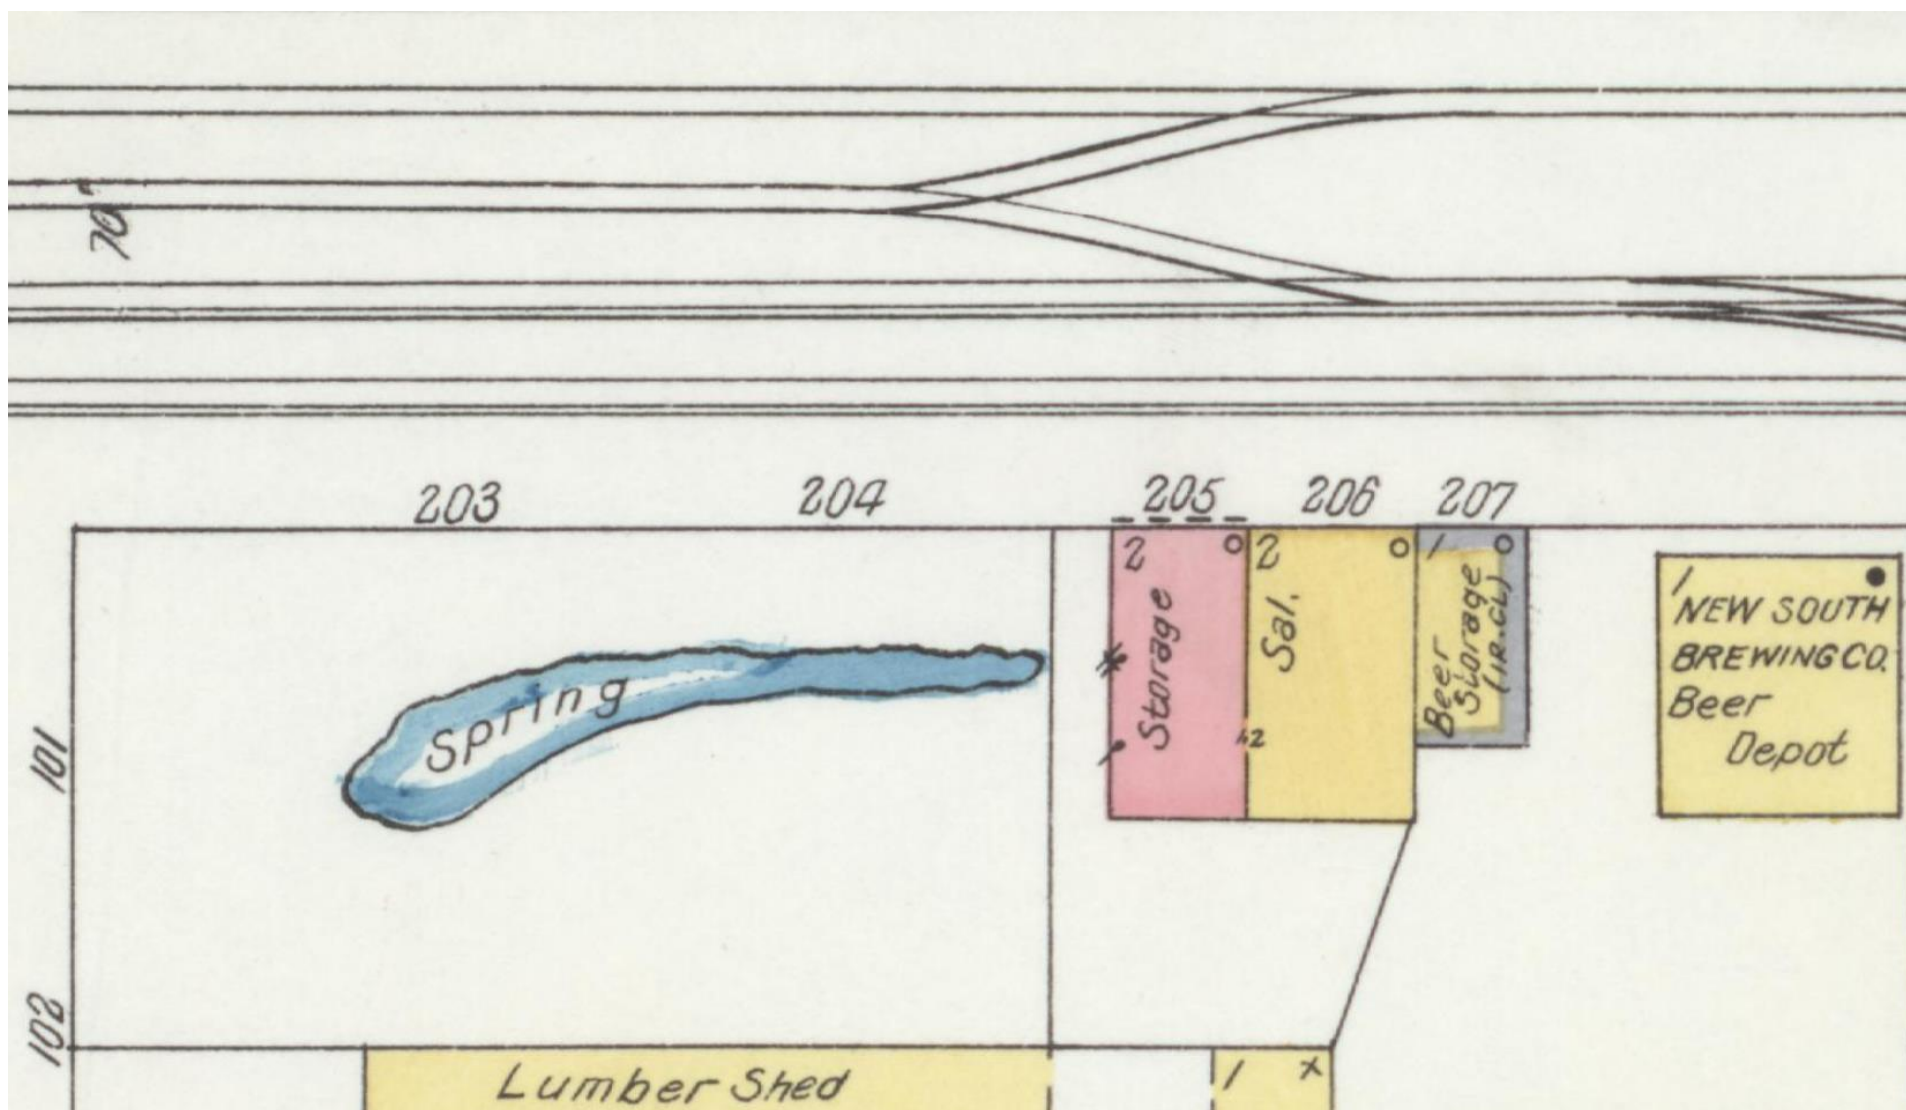 70'
203 204 205 206 207
2 Storage
2 Sal.
2
1 Beer
Storage
(IR.CL)
1
NEW SOUTH
BREWING CO.
Beer
Depot
Spring
101
102
Lumber Shed
1 x